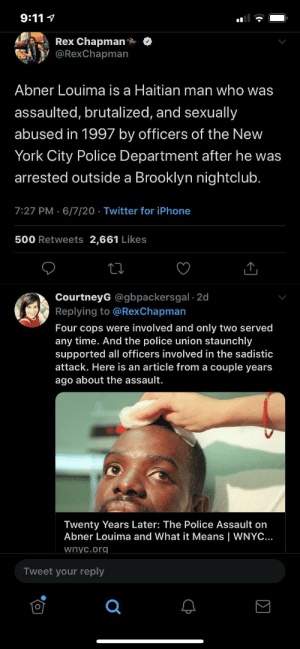 9:11
Rex Chapman
@RexChapman
Abner Louima is a Haitian man who was
assaulted, brutalized, and sexually
abused in 1997 by officers of the New
York City Police Department after he was
arrested outside a Brooklyn nightclub.
7:27 PM · 6/7/20 · Twitter for iPhone
500 Retweets 2,661 Likes
CourtneyG @gbpackersgal · 2d
Replying to @RexChapman
Four cops were involved and only two served
any time. And the police union staunchly
supported all officers involved in the sadistic
attack. Here is an article from a couple years
ago about the assault.
Twenty Years Later: The Police Assault on
Abner Louima and What it Means | WNYC...
wnyc.org
Tweet your reply